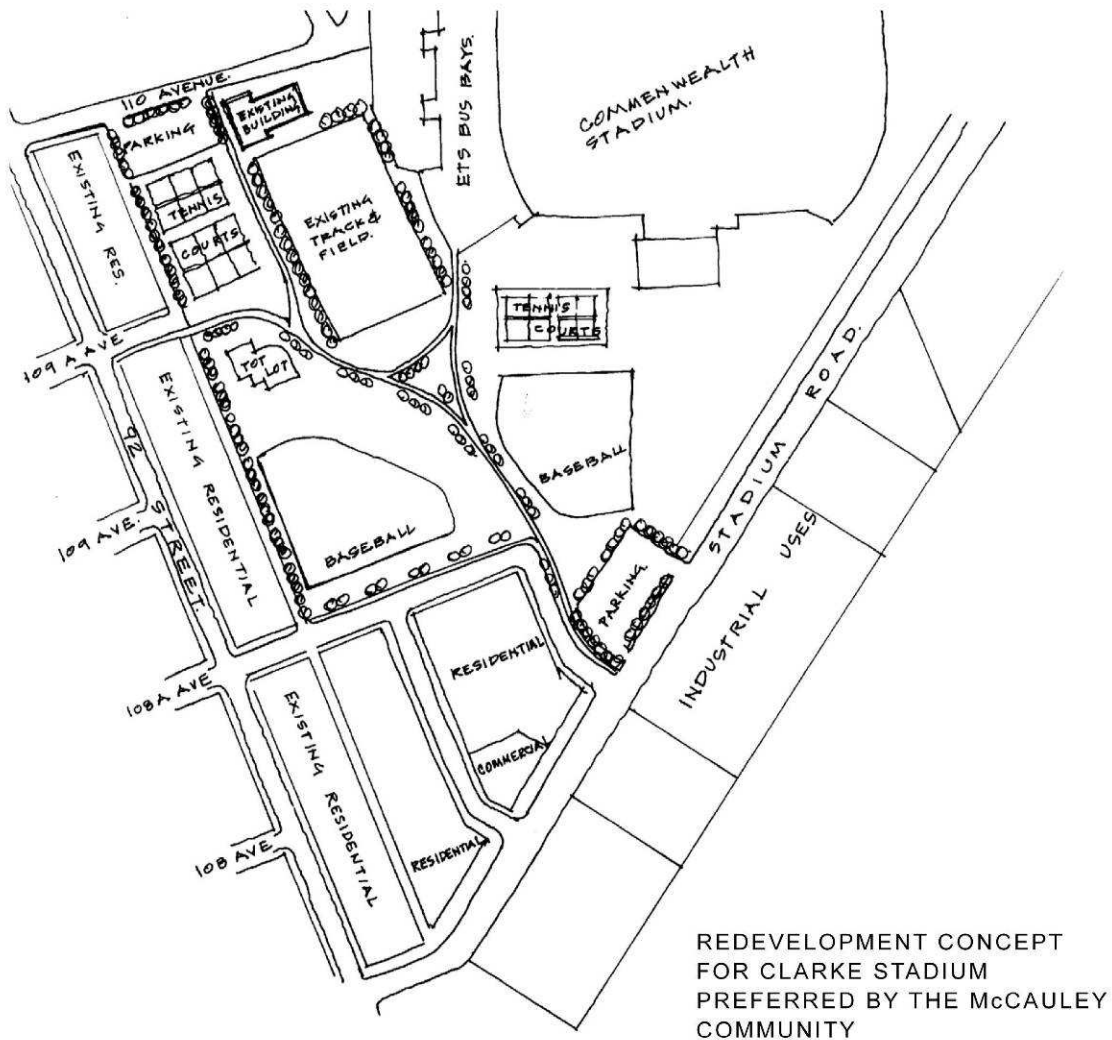 110 AVENUE.
EXISTING
BUILDING
PARKING
ETS BUS BAYS.
COMMENWEALTH
STADIUM.
EXISTING RES.
TENNIS
COURTS
EXISTING
TRACK &
FIELD.
TENNIS
COURTS
109 A AVE
TOT
LOT
STADIUM ROAD.
92 STREET.
EXISTING RESIDENTIAL
BASEBALL
BASEBALL
109 AVE.
PARKING
INDUSTRIAL USES
RESIDENTIAL
108A AVE
EXISTING RESIDENTIAL
COMMERCIAL
RESIDENTIAL
108 AVE
REDEVELOPMENT CONCEPT
FOR CLARKE STADIUM
PREFERRED BY THE McCAULEY
COMMUNITY